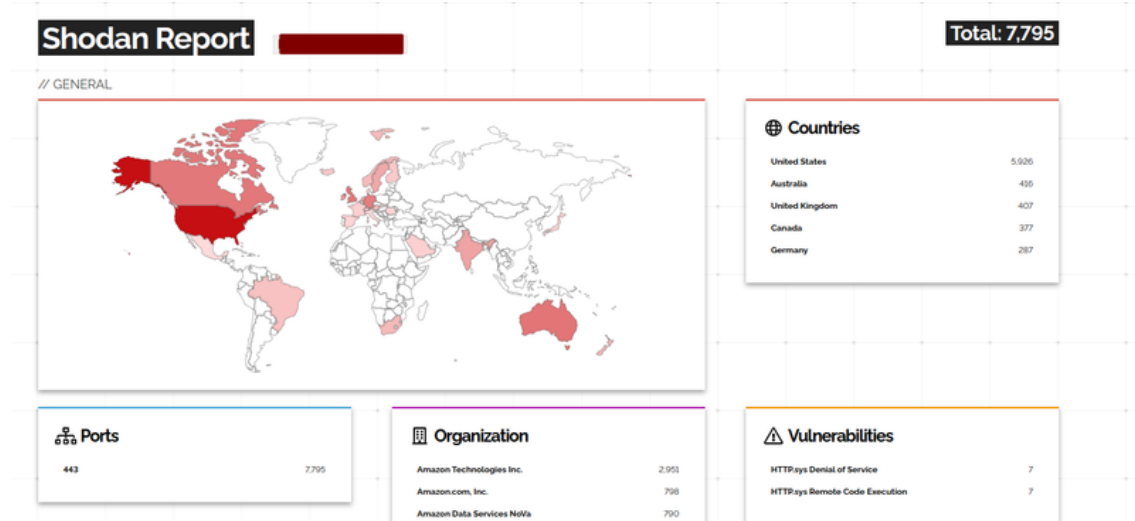 Shodan Report
Total: 7,795
// GENERAL
Countries
United States 5,926
Australia 416
United Kingdom 407
Canada 377
Germany 287
Ports
443 7,795
Organization
Amazon Technologies Inc. 2,951
Amazon.com, Inc. 798
Amazon Data Services NoVa 790
Vulnerabilities
HTTP.sys Denial of Service 7
HTTP.sys Remote Code Execution 7